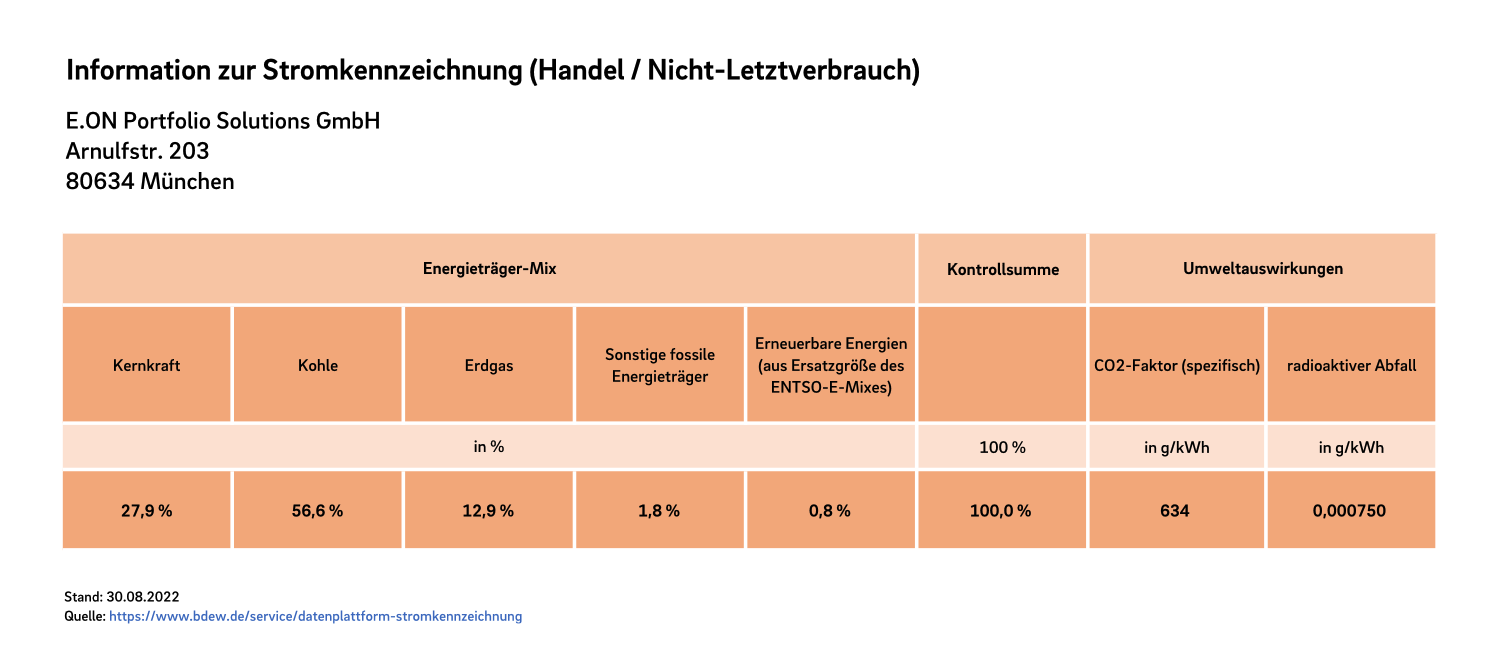 Information zur Stromkennzeichnung (Handel / Nicht-Letztverbrauch)
E.ON Portfolio Solutions GmbH
Arnulfstr. 203
80634 München
Energieträger-Mix
Kontrollsumme
Umweltauswirkungen
Kernkraft
Kohle
Erdgas
Sonstige fossile
Energieträger
Erneuerbare Energien
(aus Ersatzgröße des
ENTSO-E-Mixes)
CO2-Faktor (spezifisch)
radioaktiver Abfall
in %
100 %
in g/kWh
in g/kWh
27,9 %
56,6 %
12,9 %
1,8 %
0,8 %
100,0 %
634
0,000750
Stand: 30.08.2022
Quelle: https://www.bdew.de/service/datenplattform-stromkennzeichnung